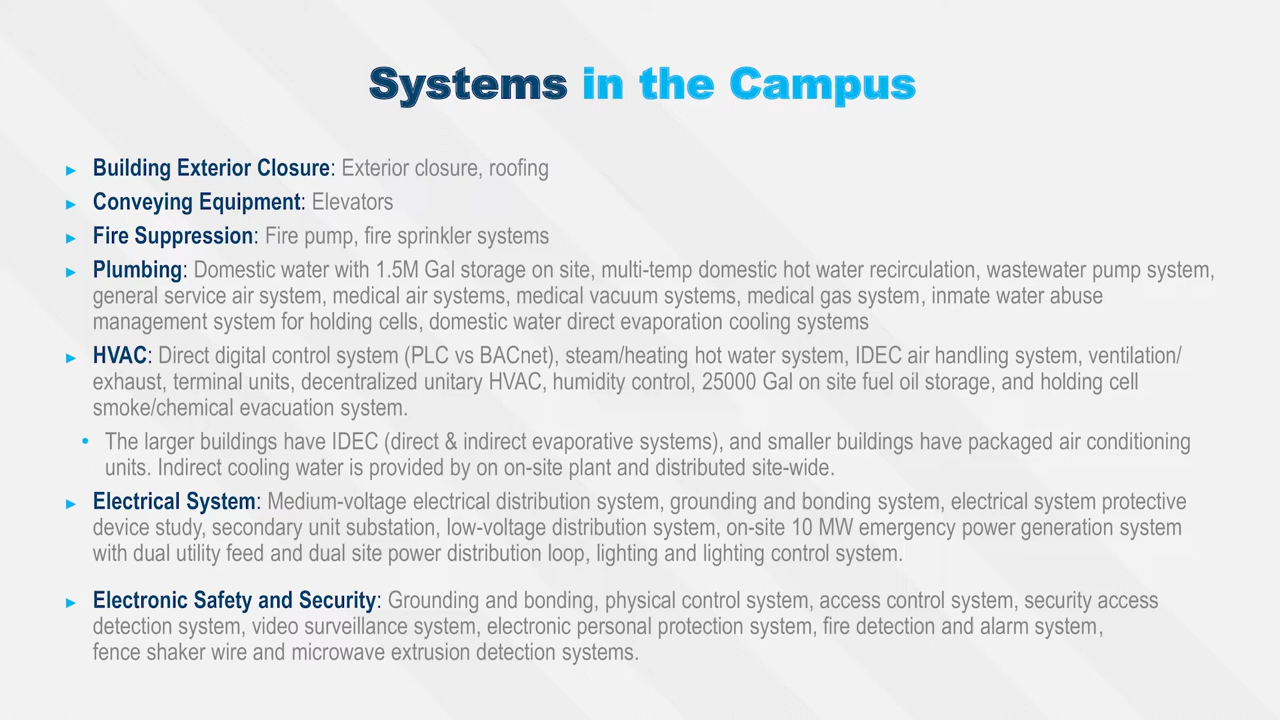 Systems in the Campus
► Building Exterior Closure: Exterior closure, roofing
► Conveying Equipment: Elevators
► Fire Suppression: Fire pump, fire sprinkler systems
► Plumbing: Domestic water with 1.5M Gal storage on site, multi-temp domestic hot water recirculation, wastewater pump system,
general service air system, medical air systems, medical vacuum systems, medical gas system, inmate water abuse
management system for holding cells, domestic water direct evaporation cooling systems
► HVAC: Direct digital control system (PLC vs BACnet), steam/heating hot water system, IDEC air handling system, ventilation/
exhaust, terminal units, decentralized unitary HVAC, humidity control, 25000 Gal on site fuel oil storage, and holding cell
smoke/chemical evacuation system.
• The larger buildings have IDEC (direct & indirect evaporative systems), and smaller buildings have packaged air conditioning
units. Indirect cooling water is provided by on on-site plant and distributed site-wide.
► Electrical System: Medium-voltage electrical distribution system, grounding and bonding system, electrical system protective
device study, secondary unit substation, low-voltage distribution system, on-site 10 MW emergency power generation system
with dual utility feed and dual site power distribution loop, lighting and lighting control system.
► Electronic Safety and Security: Grounding and bonding, physical control system, access control system, security access
detection system, video surveillance system, electronic personal protection system, fire detection and alarm system,
fence shaker wire and microwave extrusion detection systems.